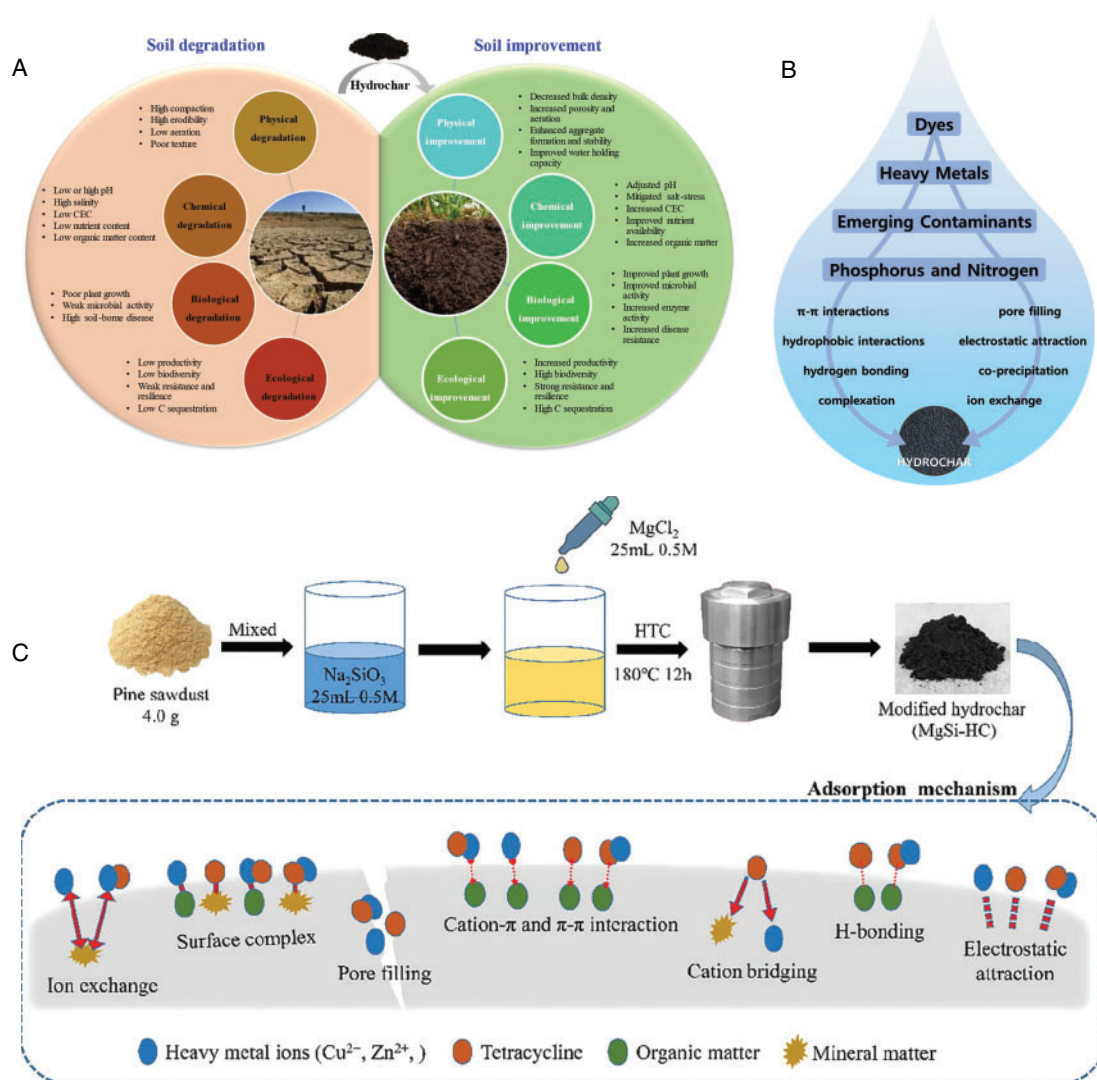 A
Soil degradation
Soil improvement
Hydrochar
• High compaction
• High erodibility
• Low aeration
• Poor texture
Physical
degradation
• Low or high pH
• High salinity
• Low CEC
• Low nutrient content
• Low organic matter content
Chemical
degradation
• Poor plant growth
• Weak microbial activity
• High soil-borne disease
Biological
degradation
• Low productivity
• Low biodiversity
• Weak resistance and
resilience
• Low C sequestration
Ecological
degradation
Physical
improvement
• Decreased bulk density
• Increased porosity and
aeration
• Enhanced aggregate
formation and stability
• Improved water holding
capacity
Chemical
improvement
• Adjusted pH
• Mitigated salt-stress
• Increased CEC
• Improved nutrient
availability
• Increased organic matter
Biological
improvement
• Improved plant growth
• Improved microbial
activity
• Increased enzyme
activity
• Increased disease
resistance
Ecological
improvement
• Increased productivity
• High biodiversity
• Strong resistance and
resilience
• High C sequestration
B
Dyes
Heavy Metals
Emerging Contaminants
Phosphorus and Nitrogen
π-π interactions
pore filling
hydrophobic interactions
electrostatic attraction
hydrogen bonding
co-precipitation
complexation
ion exchange
HYDROCHAR
C
Pine sawdust
4.0 g
Mixed
Na₂SiO₃
25mL 0.5M
MgCl₂
25mL 0.5M
HTC
180℃ 12h
Modified hydrochar
(MgSi-HC)
Adsorption mechanism
Ion exchange
Surface complex
Pore filling
Cation-π and π-π interaction
Cation bridging
H-bonding
Electrostatic
attraction
Heavy metal ions (Cu²⁻, Zn²⁺, )
Tetracycline
Organic matter
Mineral matter